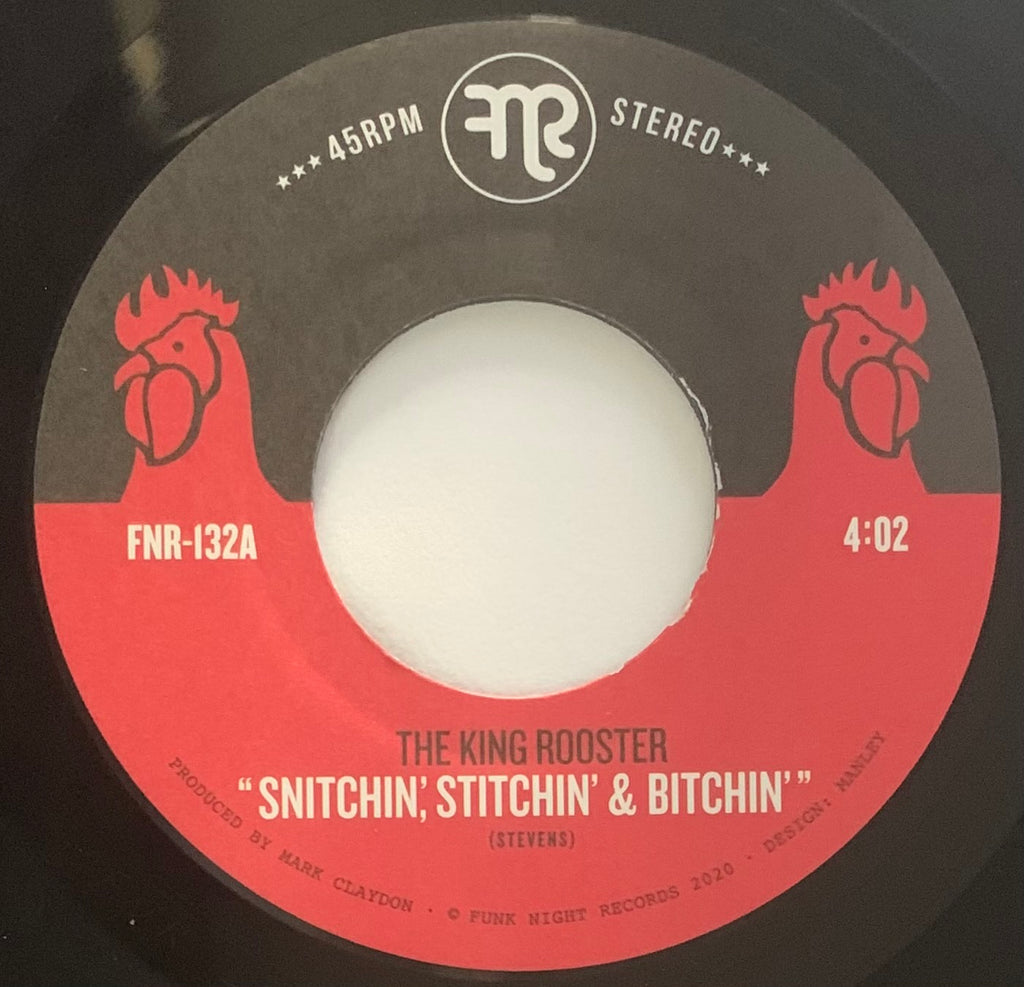 ★★★45RPM
FNR
STEREO★★★
FNR-132A
4:02
THE KING ROOSTER
“SNITCHIN’, STITCHIN’ & BITCHIN’”
(STEVENS)
PRODUCED BY MARK CLAYDON · © FUNK NIGHT RECORDS 2020 · DESIGN: MANLEY